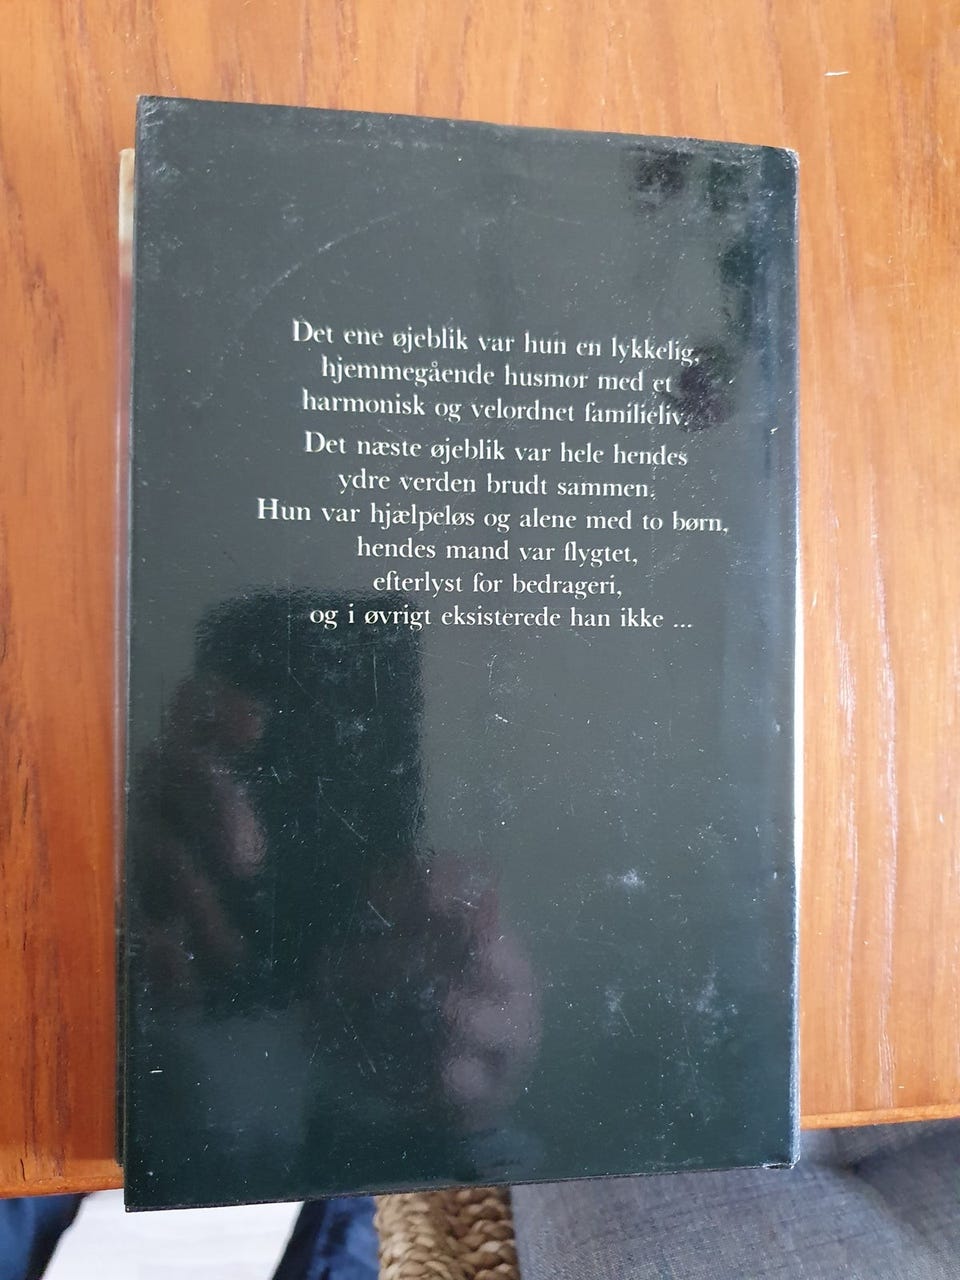 Det ene øjeblik var hun en lykkelig,
hjemmegående husmor med et
harmonisk og velordnet familieliv.
Det næste øjeblik var hele hendes
ydre verden brudt sammen.
Hun var hjælpeløs og alene med to børn,
hendes mand var flygtet,
efterlyst for bedrageri,
og i øvrigt eksisterede han ikke ...